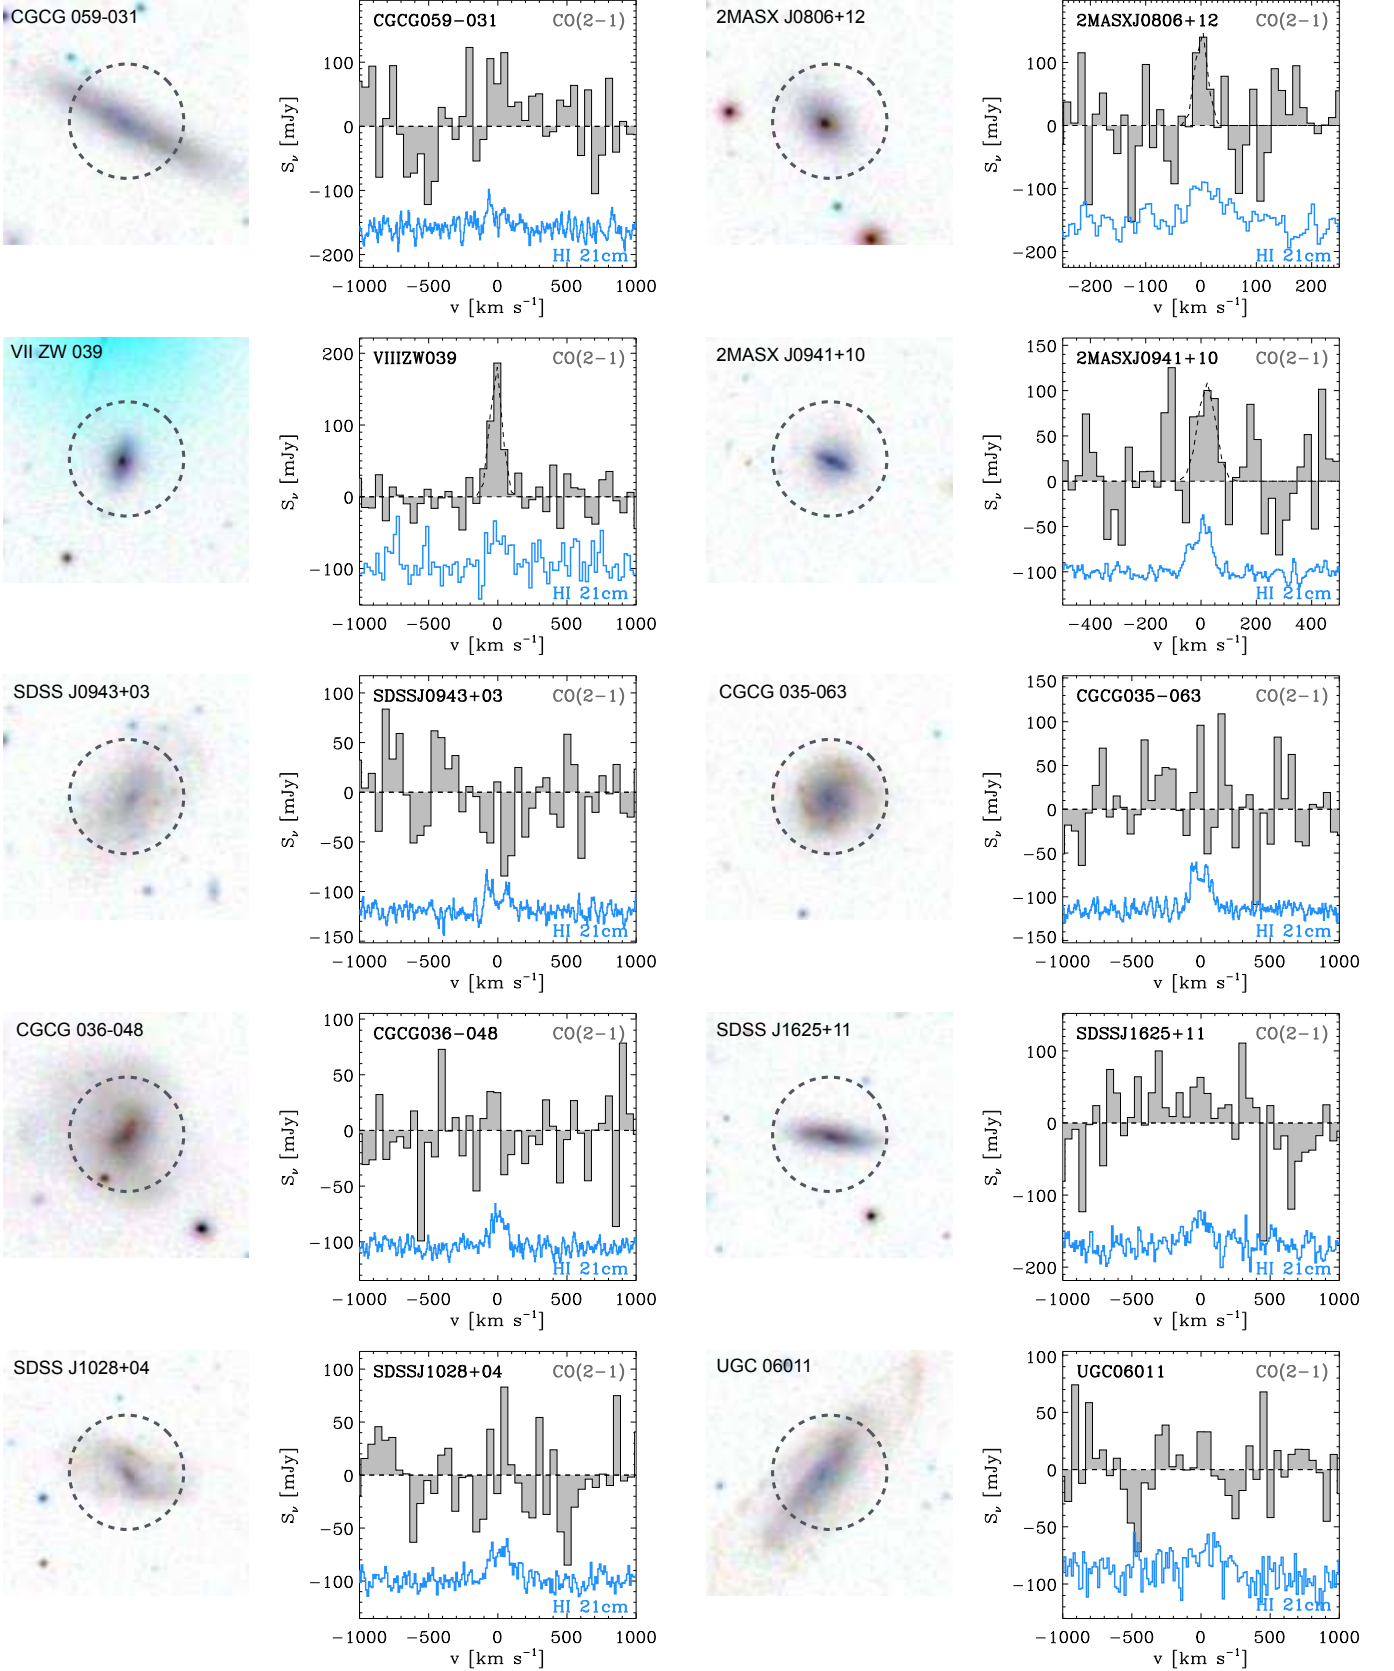 CGCG 059-031
CGCG059-031 CO(2-1)
100
0
-100
-200
Sν [mJy]
HI 21cm
-1000 -500 0 500 1000
v [km s⁻¹]
2MASX J0806+12
2MASXJ0806+12 CO(2-1)
100
0
-100
-200
Sν [mJy]
HI 21cm
-200 -100 0 100 200
v [km s⁻¹]
VII ZW 039
VIIIZW039 CO(2-1)
200
100
0
-100
Sν [mJy]
HI 21cm
-1000 -500 0 500 1000
v [km s⁻¹]
2MASX J0941+10
2MASXJ0941+10 CO(2-1)
150
100
50
0
-50
-100
Sν [mJy]
HI 21cm
-400 -200 0 200 400
v [km s⁻¹]
SDSS J0943+03
SDSSJ0943+03 CO(2-1)
100
50
0
-50
-100
-150
Sν [mJy]
HI 21cm
-1000 -500 0 500 1000
v [km s⁻¹]
CGCG 035-063
CGCG035-063 CO(2-1)
150
100
50
0
-50
-100
-150
Sν [mJy]
HI 21cm
-1000 -500 0 500 1000
v [km s⁻¹]
CGCG 036-048
CGCG036-048 CO(2-1)
100
50
0
-50
-100
Sν [mJy]
HI 21cm
-1000 -500 0 500 1000
v [km s⁻¹]
SDSS J1625+11
SDSSJ1625+11 CO(2-1)
100
0
-100
-200
Sν [mJy]
HI 21cm
-1000 -500 0 500 1000
v [km s⁻¹]
SDSS J1028+04
SDSSJ1028+04 CO(2-1)
100
50
0
-50
-100
Sν [mJy]
HI 21cm
-1000 -500 0 500 1000
v [km s⁻¹]
UGC 06011
UGC06011 CO(2-1)
100
50
0
-50
-100
Sν [mJy]
HI 21cm
-1000 -500 0 500 1000
v [km s⁻¹]